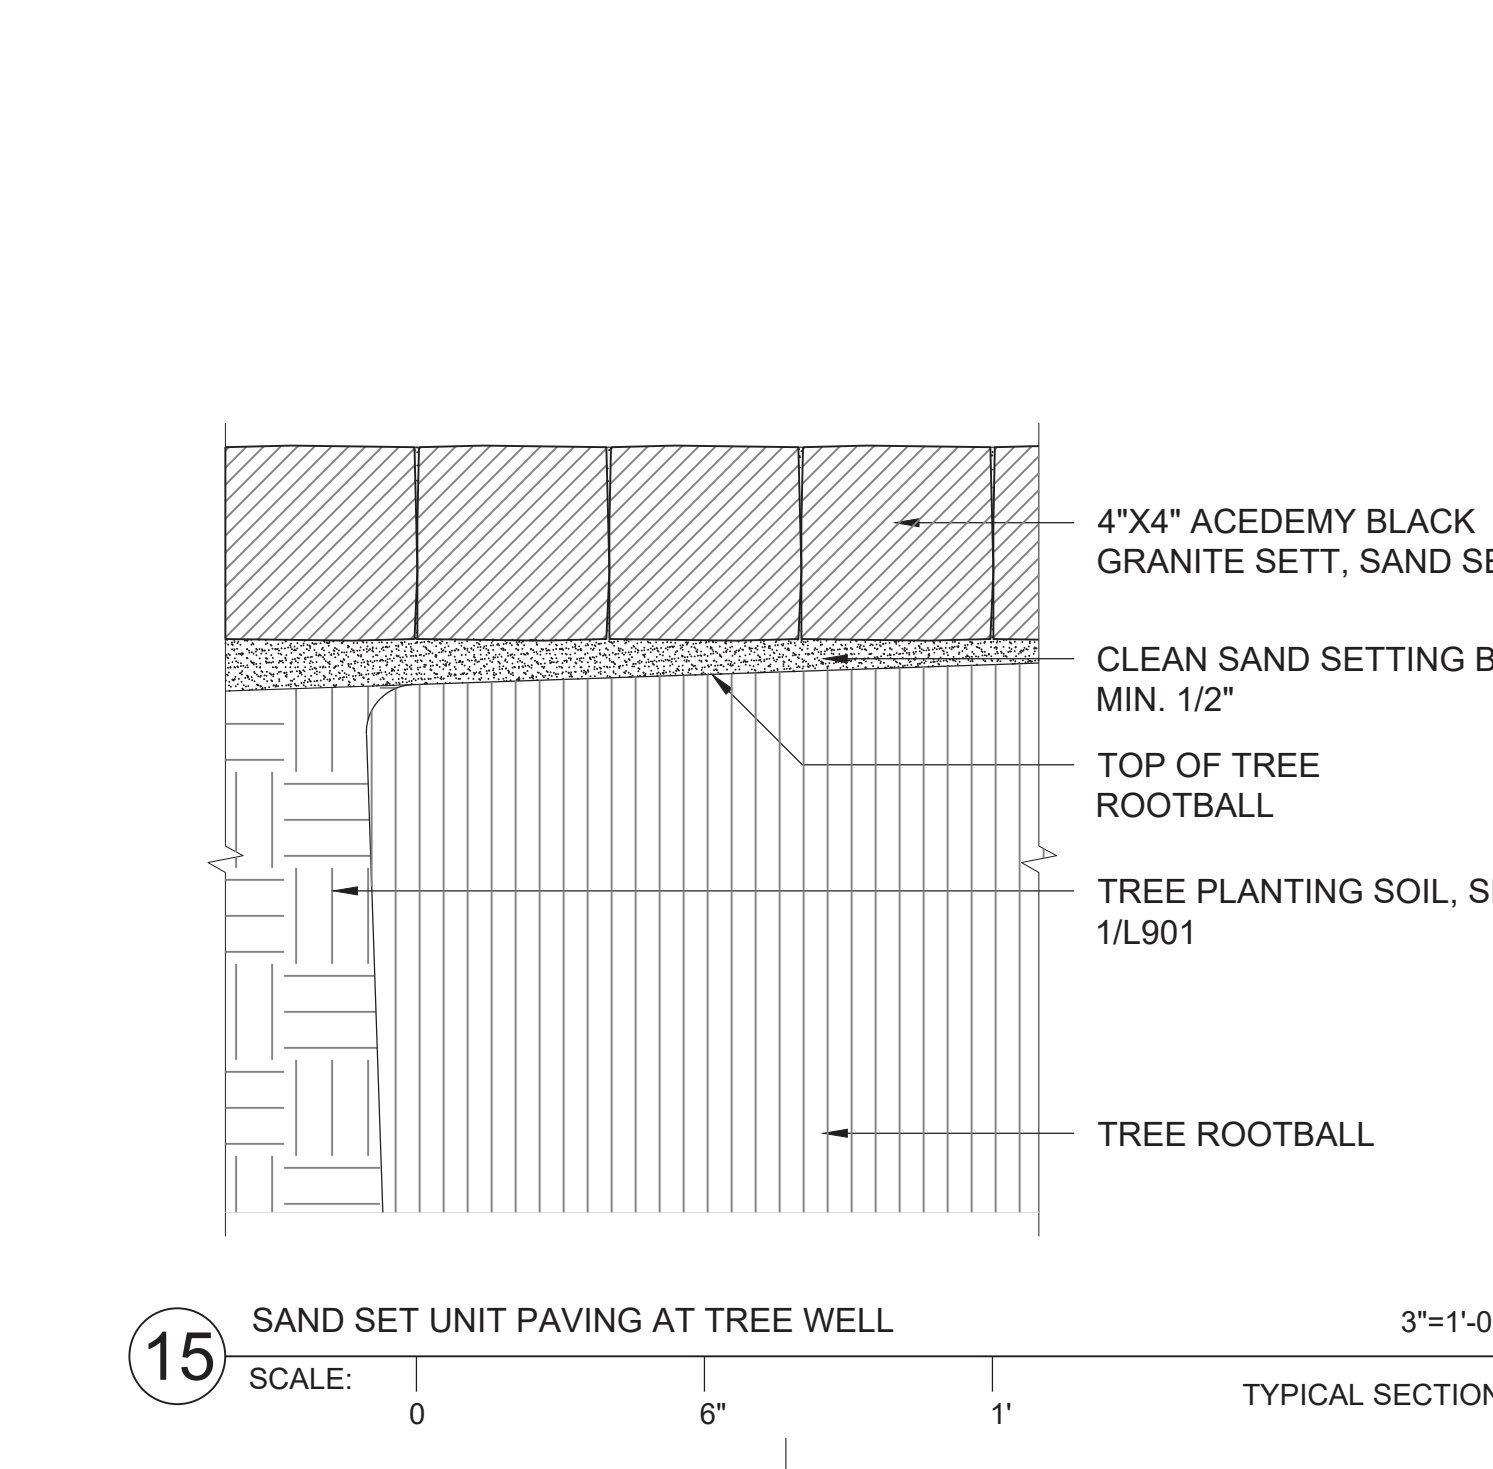 4"X4" ACEDEMY BLACK
GRANITE SETT, SAND SE
CLEAN SAND SETTING B
MIN. 1/2"
TOP OF TREE
ROOTBALL
TREE PLANTING SOIL, S
1/L901
TREE ROOTBALL
15
SAND SET UNIT PAVING AT TREE WELL
3"=1'-0
SCALE:
0
6"
1'
TYPICAL SECTION